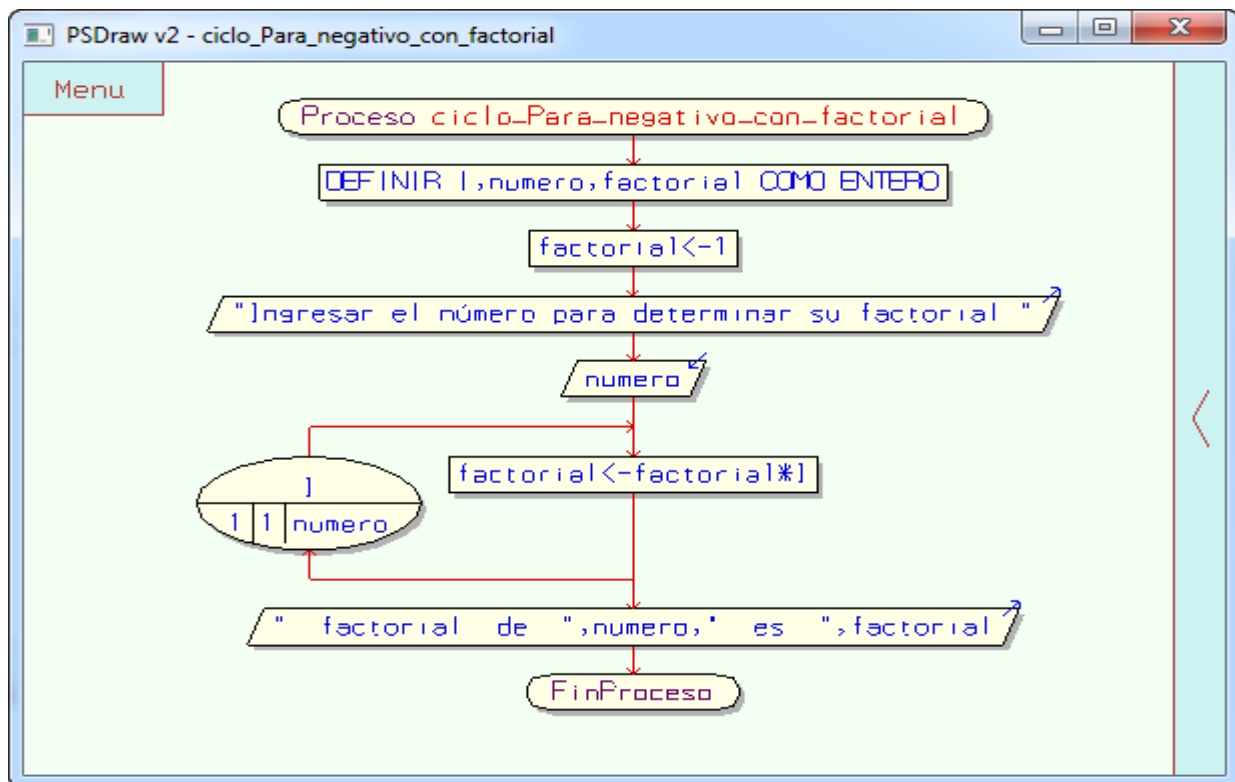 PSDraw v2 - ciclo_Para_negativo_con_factorial
Menu
Proceso ciclo_Para_negativo_con_factorial
DEFINIR I,numero,factorial COMO ENTERO
factorial<-1
"Ingresar el número para determinar su factorial "
numero
factorial<-factorial*I
I
1 1 numero
" factorial de ",numero," es ",factorial
FinProceso